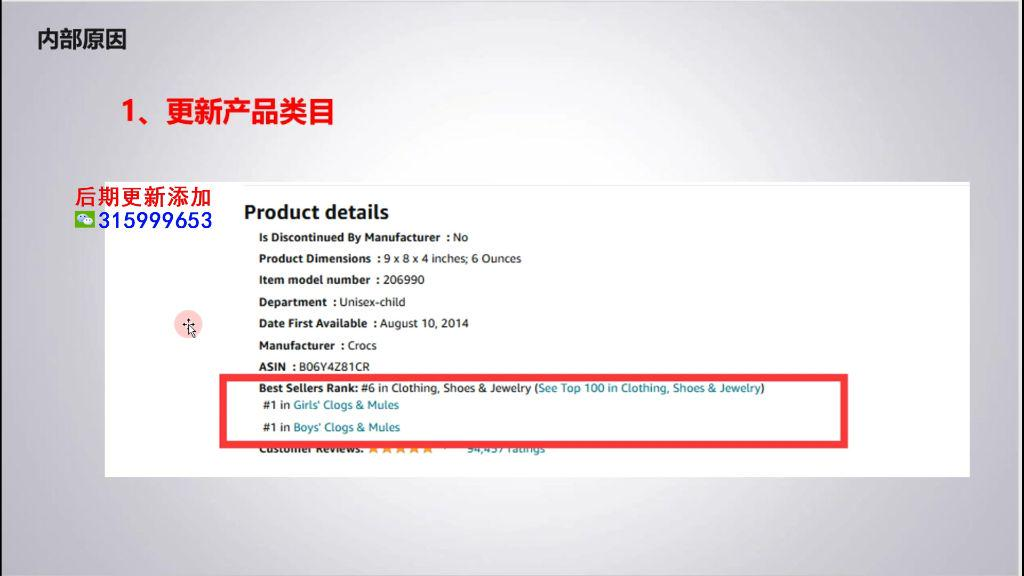 内部原因
1、更新产品类目
后期更新添加
315999653
Product details
Is Discontinued By Manufacturer : No
Product Dimensions : 9 x 8 x 4 inches; 6 Ounces
Item model number : 206990
Department : Unisex-child
Date First Available : August 10, 2014
Manufacturer : Crocs
ASIN : B06Y4Z81CR
Best Sellers Rank: #6 in Clothing, Shoes & Jewelry (See Top 100 in Clothing, Shoes & Jewelry)
#1 in Girls' Clogs & Mules
#1 in Boys' Clogs & Mules
Customer Reviews: ratings